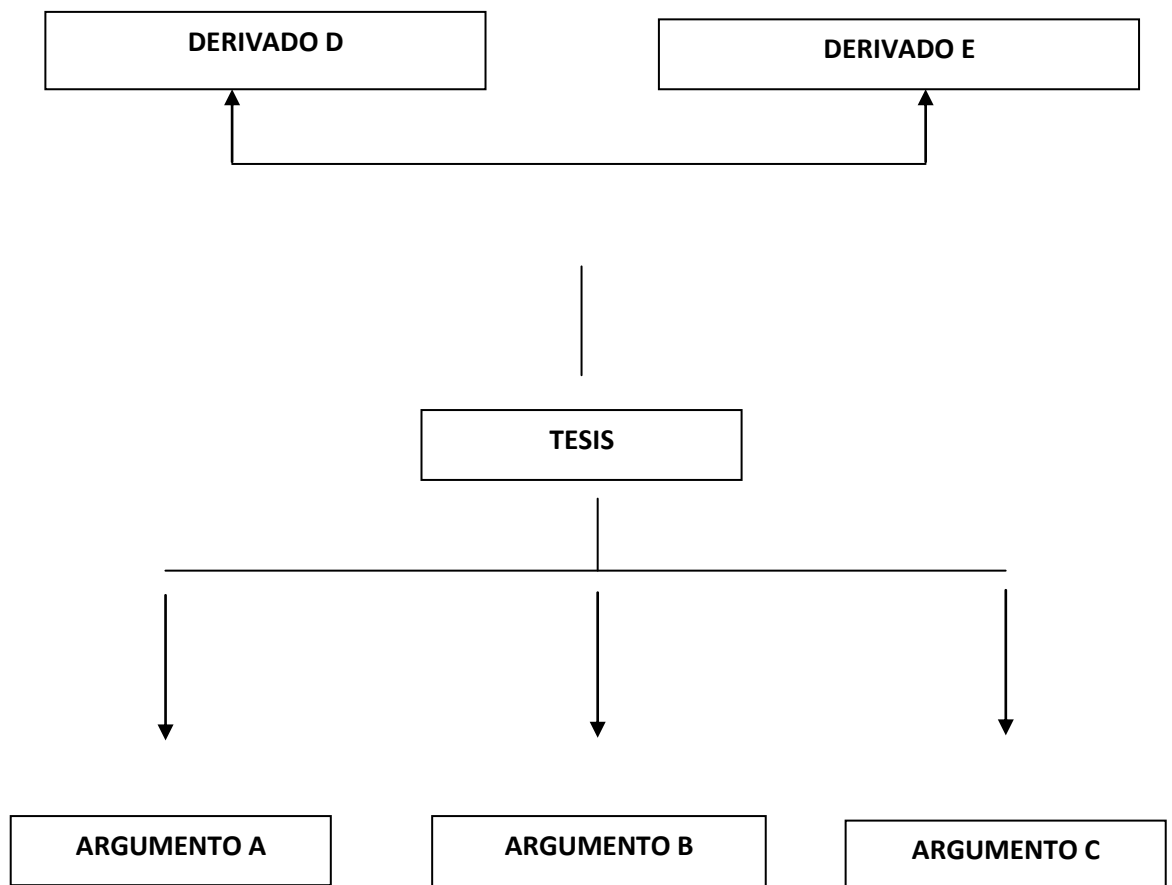 DERIVADO D
DERIVADO E
TESIS
ARGUMENTO A
ARGUMENTO B
ARGUMENTO C